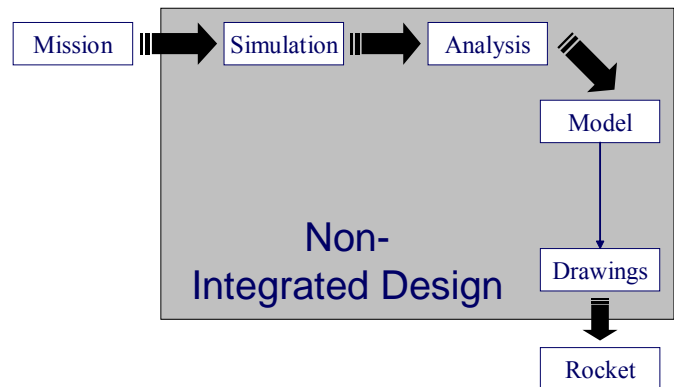 Mission
Simulation
Analysis
Model
Non-
Integrated Design
Drawings
Rocket